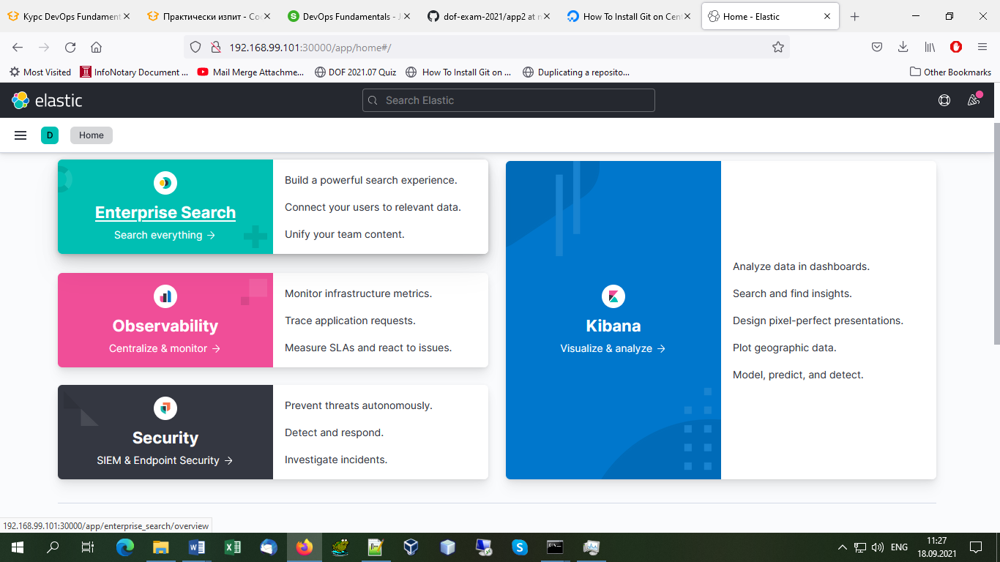 Курс DevOps Fundament
Практически изпит - Соd
DevOps Fundamentals - J
dof-exam-2021/app2 at m
How To Install Git on Cent
Home - Elastic
192.168.99.101:30000/app/home#/
Most Visited
InfoNotary Document ...
Mail Merge Attachme...
DOF 2021.07 Quiz
How To Install Git on ...
Duplicating a reposito...
Other Bookmarks
elastic
Search Elastic
D
Home
Enterprise Search
Search everything →
Build a powerful search experience.
Connect your users to relevant data.
Unify your team content.
Observability
Centralize & monitor →
Monitor infrastructure metrics.
Trace application requests.
Measure SLAs and react to issues.
Security
SIEM & Endpoint Security →
Prevent threats autonomously.
Detect and respond.
Investigate incidents.
Kibana
Visualize & analyze →
Analyze data in dashboards.
Search and find insights.
Design pixel-perfect presentations.
Plot geographic data.
Model, predict, and detect.
192.168.99.101:30000/app/enterprise_search/overview
ENG
11:27
18.09.2021